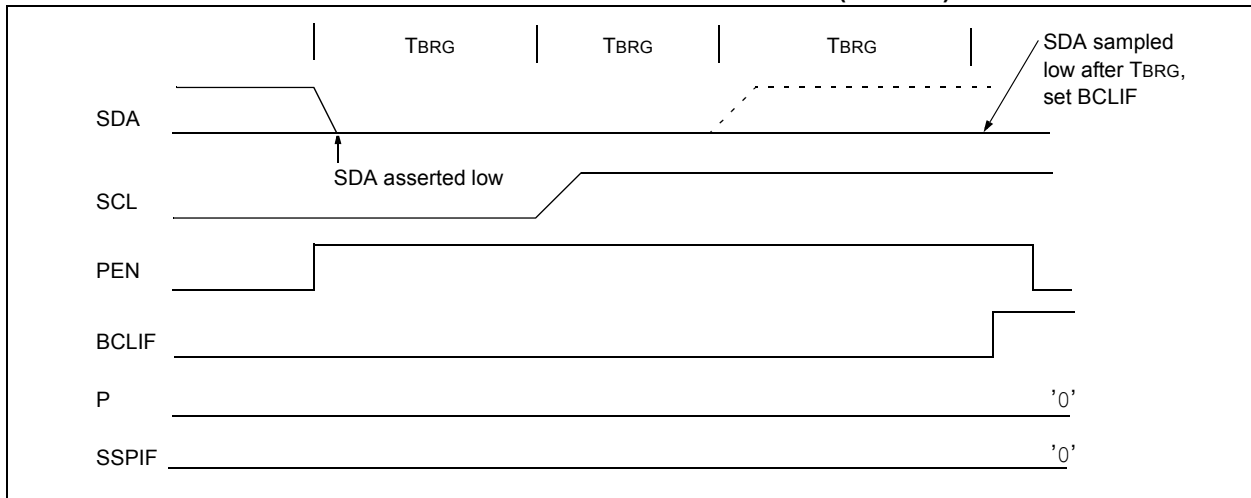 TBRG TBRG TBRG
SDA sampled
low after TBRG,
set BCLIF
SDA
SDA asserted low
SCL
PEN
BCLIF
P '0'
SSPIF '0'